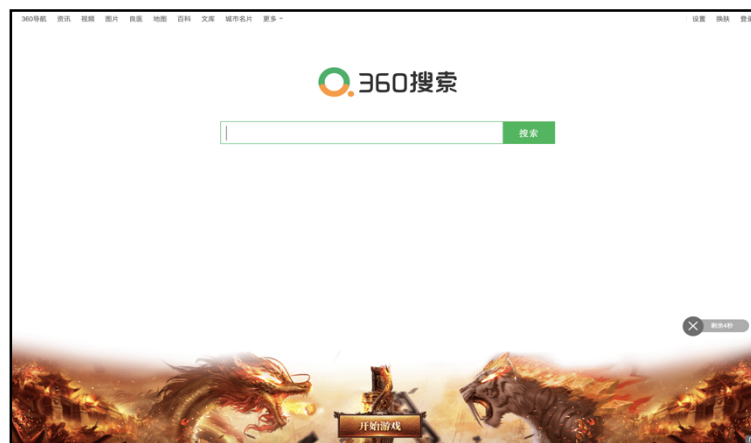 360导航 资讯 视频 图片 良医 地图 百科 文库 城市名片 更多 设置 换肤 登录
360搜索
搜索
剩余4秒
开始游戏